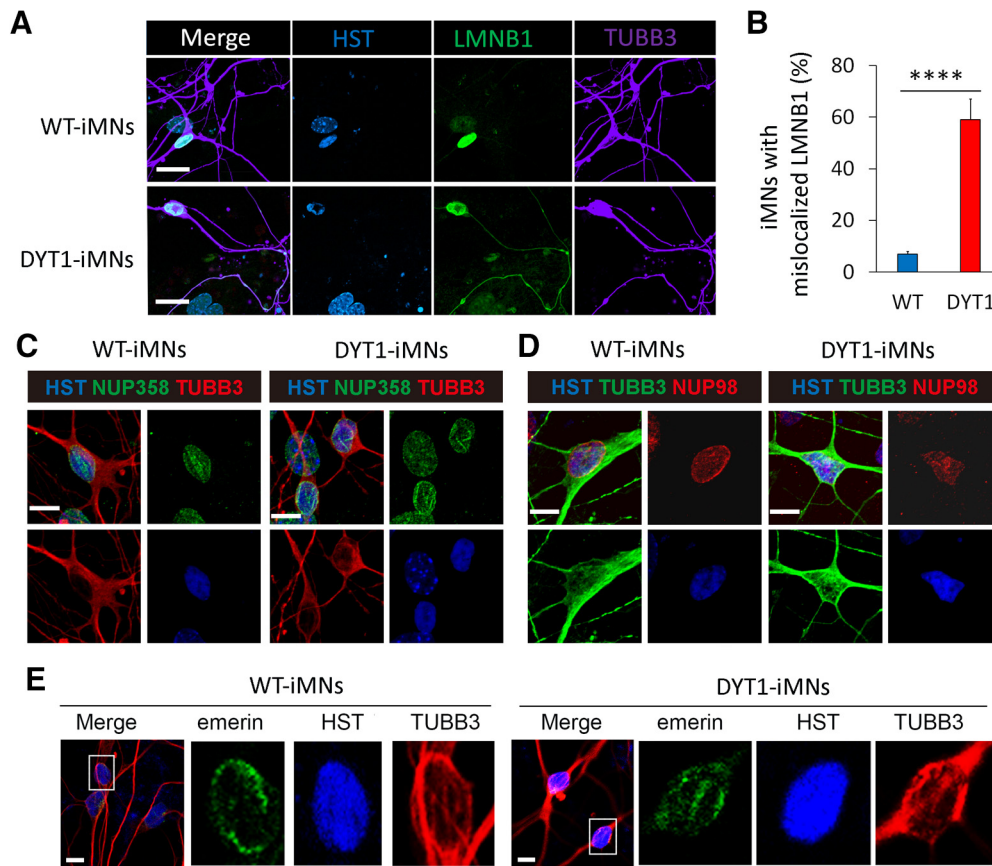 A
Merge HST LMNB1 TUBB3
WT-iMNs
DYT1-iMNs
B
iMNs with
mislocalized LMNB1 (%)
80
60
40
20
0
****
WT DYT1
C
WT-iMNs DYT1-iMNs
HST NUP358 TUBB3 HST NUP358 TUBB3
D
WT-iMNs DYT1-iMNs
HST TUBB3 NUP98 HST TUBB3 NUP98
E
WT-iMNs DYT1-iMNs
Merge emerin HST TUBB3 Merge emerin HST TUBB3